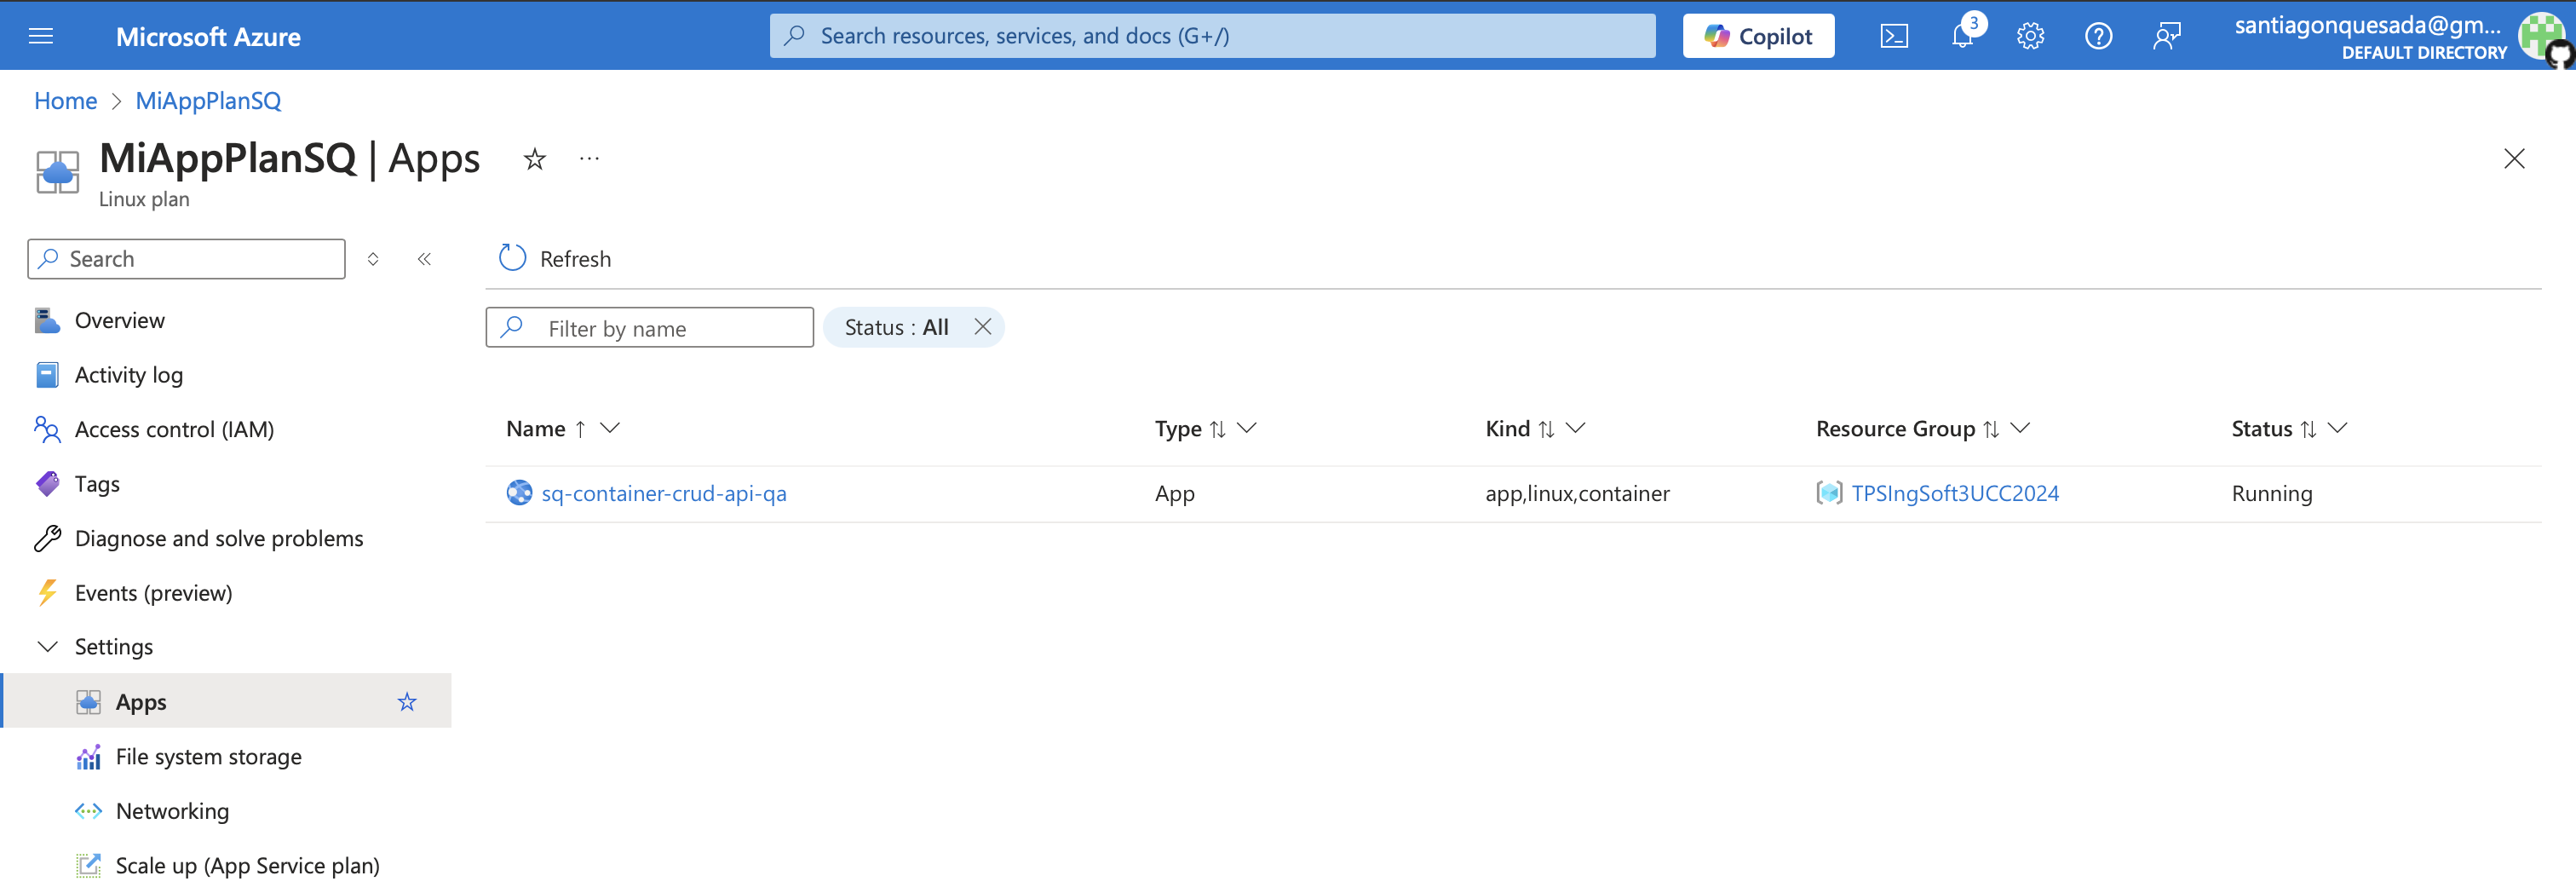 Microsoft Azure
Search resources, services, and docs (G+/)
Copilot
3
santiagonquesada@gm...
DEFAULT DIRECTORY
Home > MiAppPlanSQ
MiAppPlanSQ | Apps
Linux plan
Search
Refresh
Overview
Activity log
Access control (IAM)
Tags
Diagnose and solve problems
Events (preview)
Settings
Apps
File system storage
Networking
Scale up (App Service plan)
Filter by name
Status : All
Name Type Kind Resource Group Status
sq-container-crud-api-qa App app,linux,container TPSIngSoft3UCC2024 Running